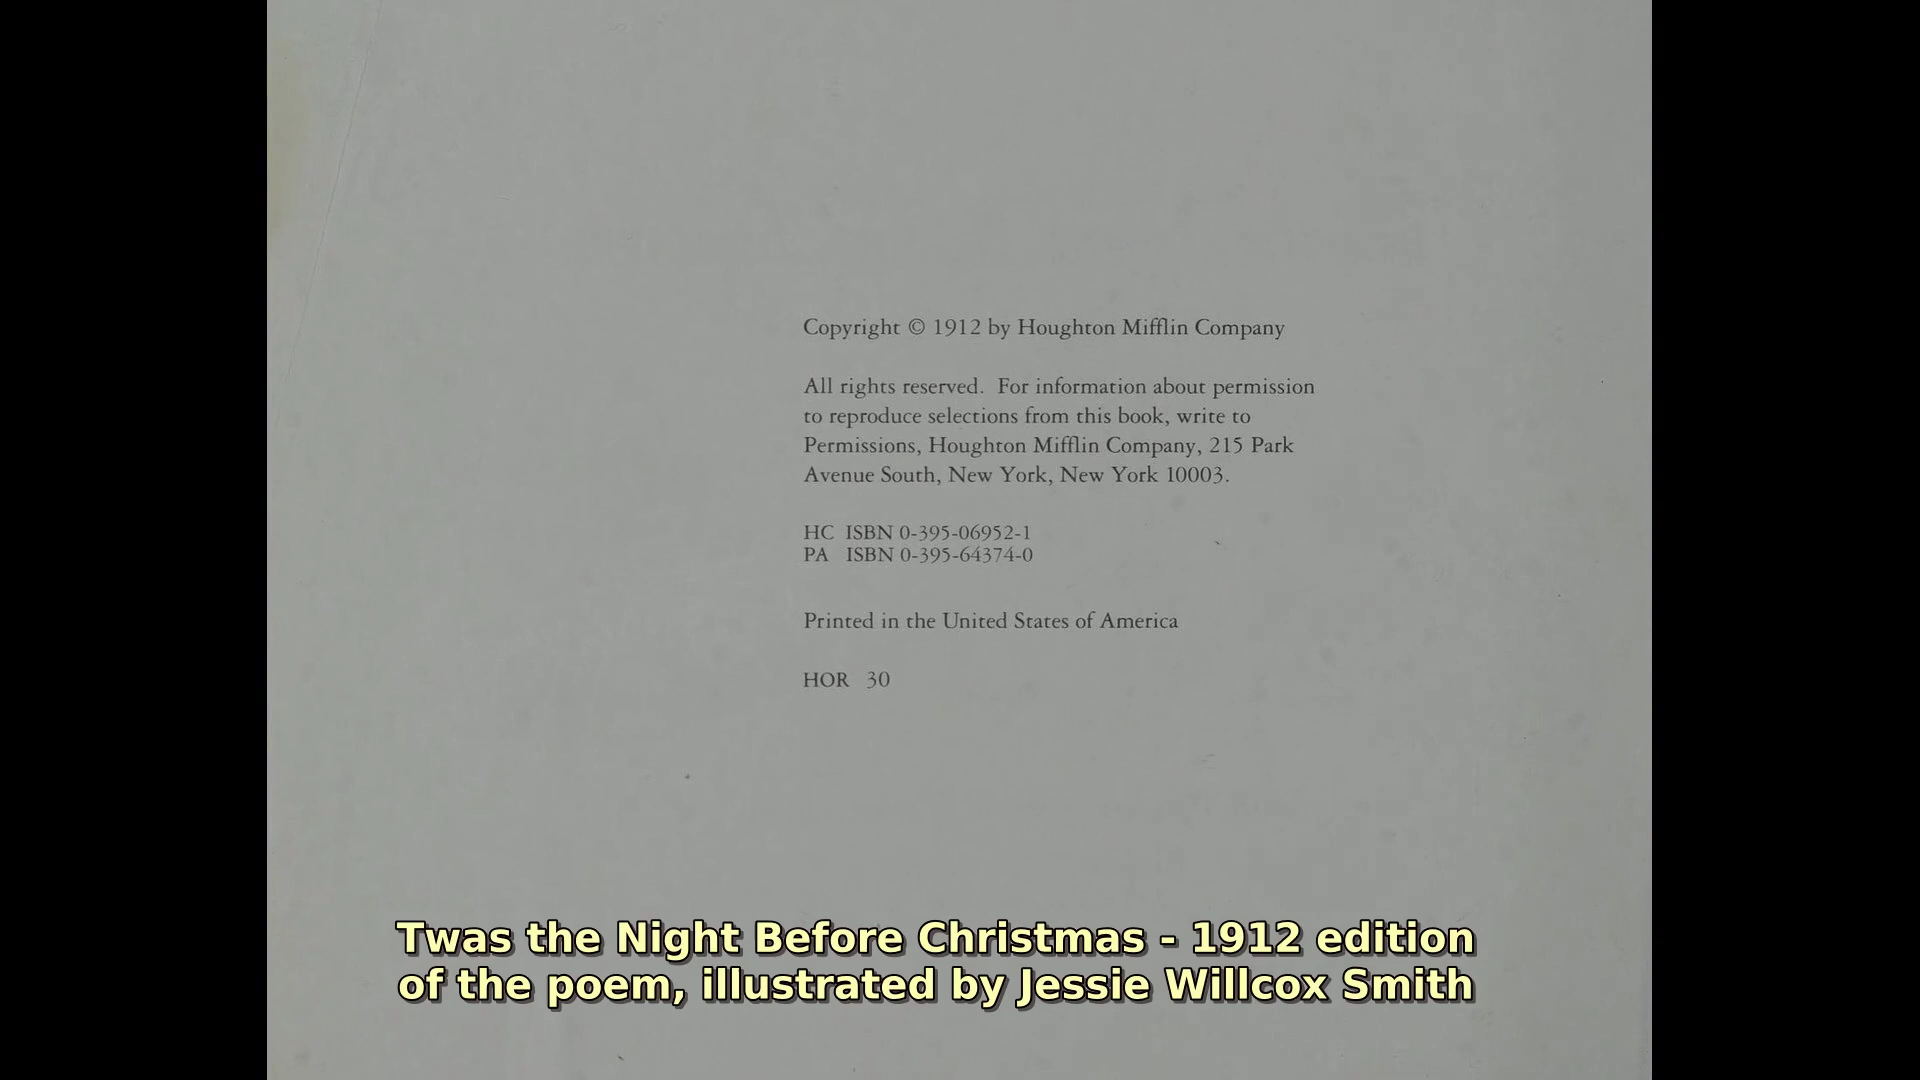 Copyright © 1912 by Houghton Mifflin Company
All rights reserved. For information about permission
to reproduce selections from this book, write to
Permissions, Houghton Mifflin Company, 215 Park
Avenue South, New York, New York 10003.
HC ISBN 0-395-06952-1
PA ISBN 0-395-64374-0
Printed in the United States of America
HOR 30
Twas the Night Before Christmas - 1912 edition
of the poem, illustrated by Jessie Willcox Smith